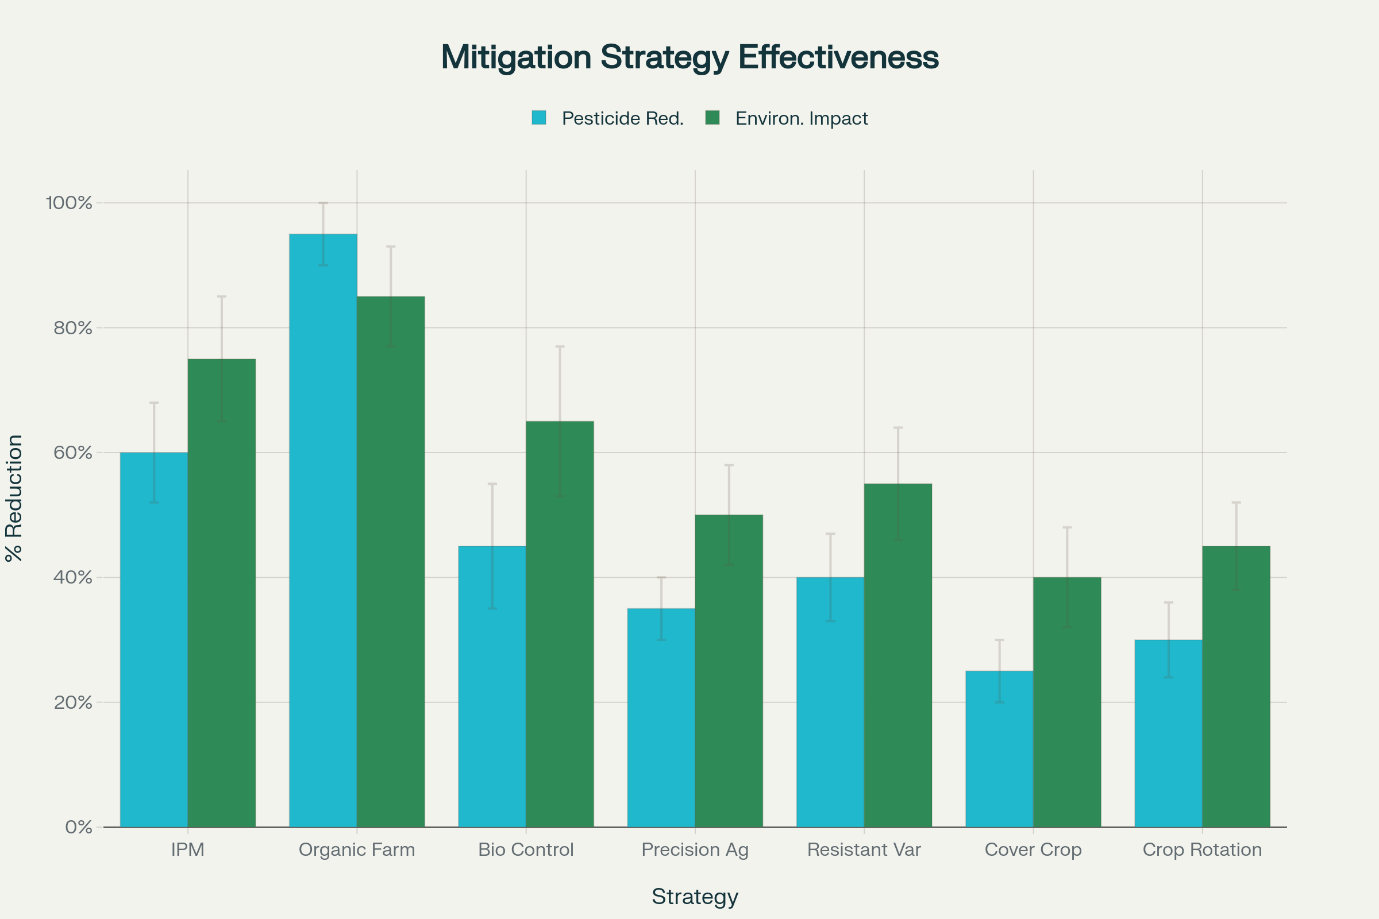 Mitigation Strategy Effectiveness
Pesticide Red. Environ. Impact
% Reduction
100%
80%
60%
40%
20%
0%
IPM Organic Farm Bio Control Precision Ag Resistant Var Cover Crop Crop Rotation
Strategy